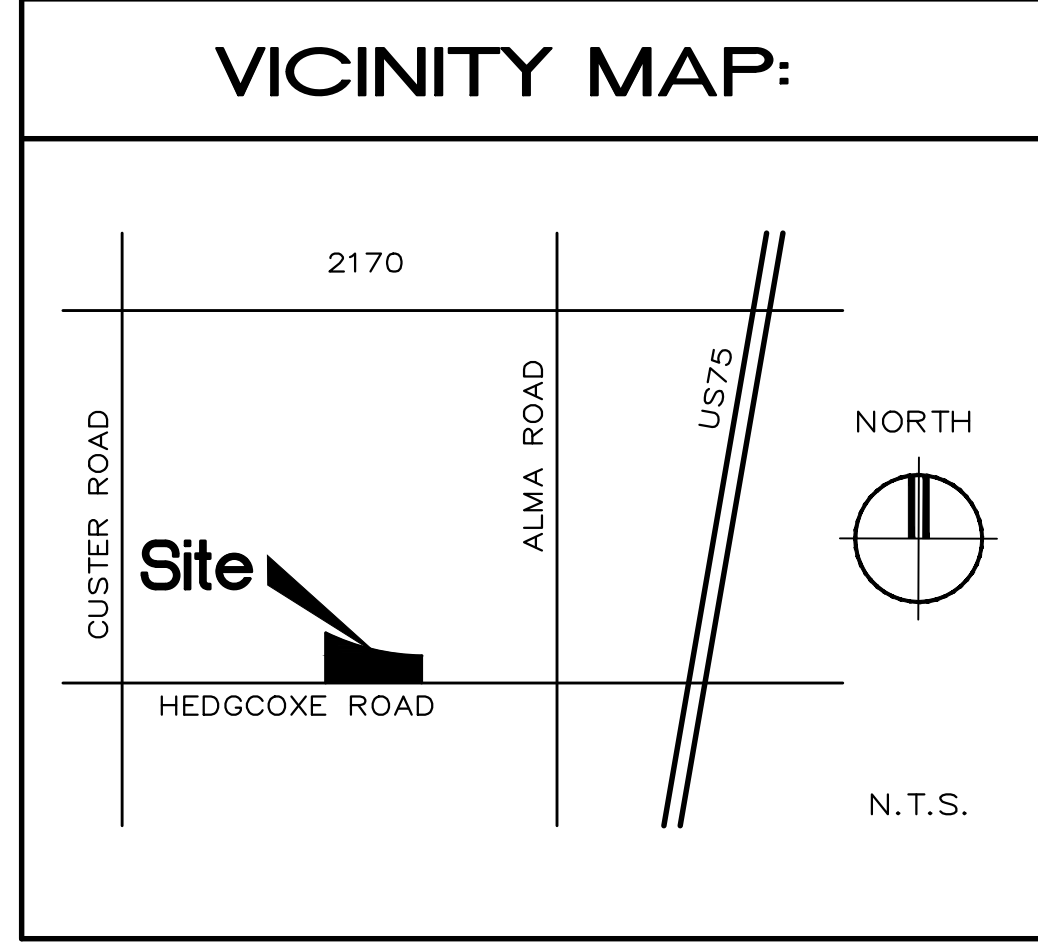 VICINITY MAP:
2170
US75
ALMA ROAD
CUSTER ROAD
NORTH
Site
HEDGCOXE ROAD
N.T.S.